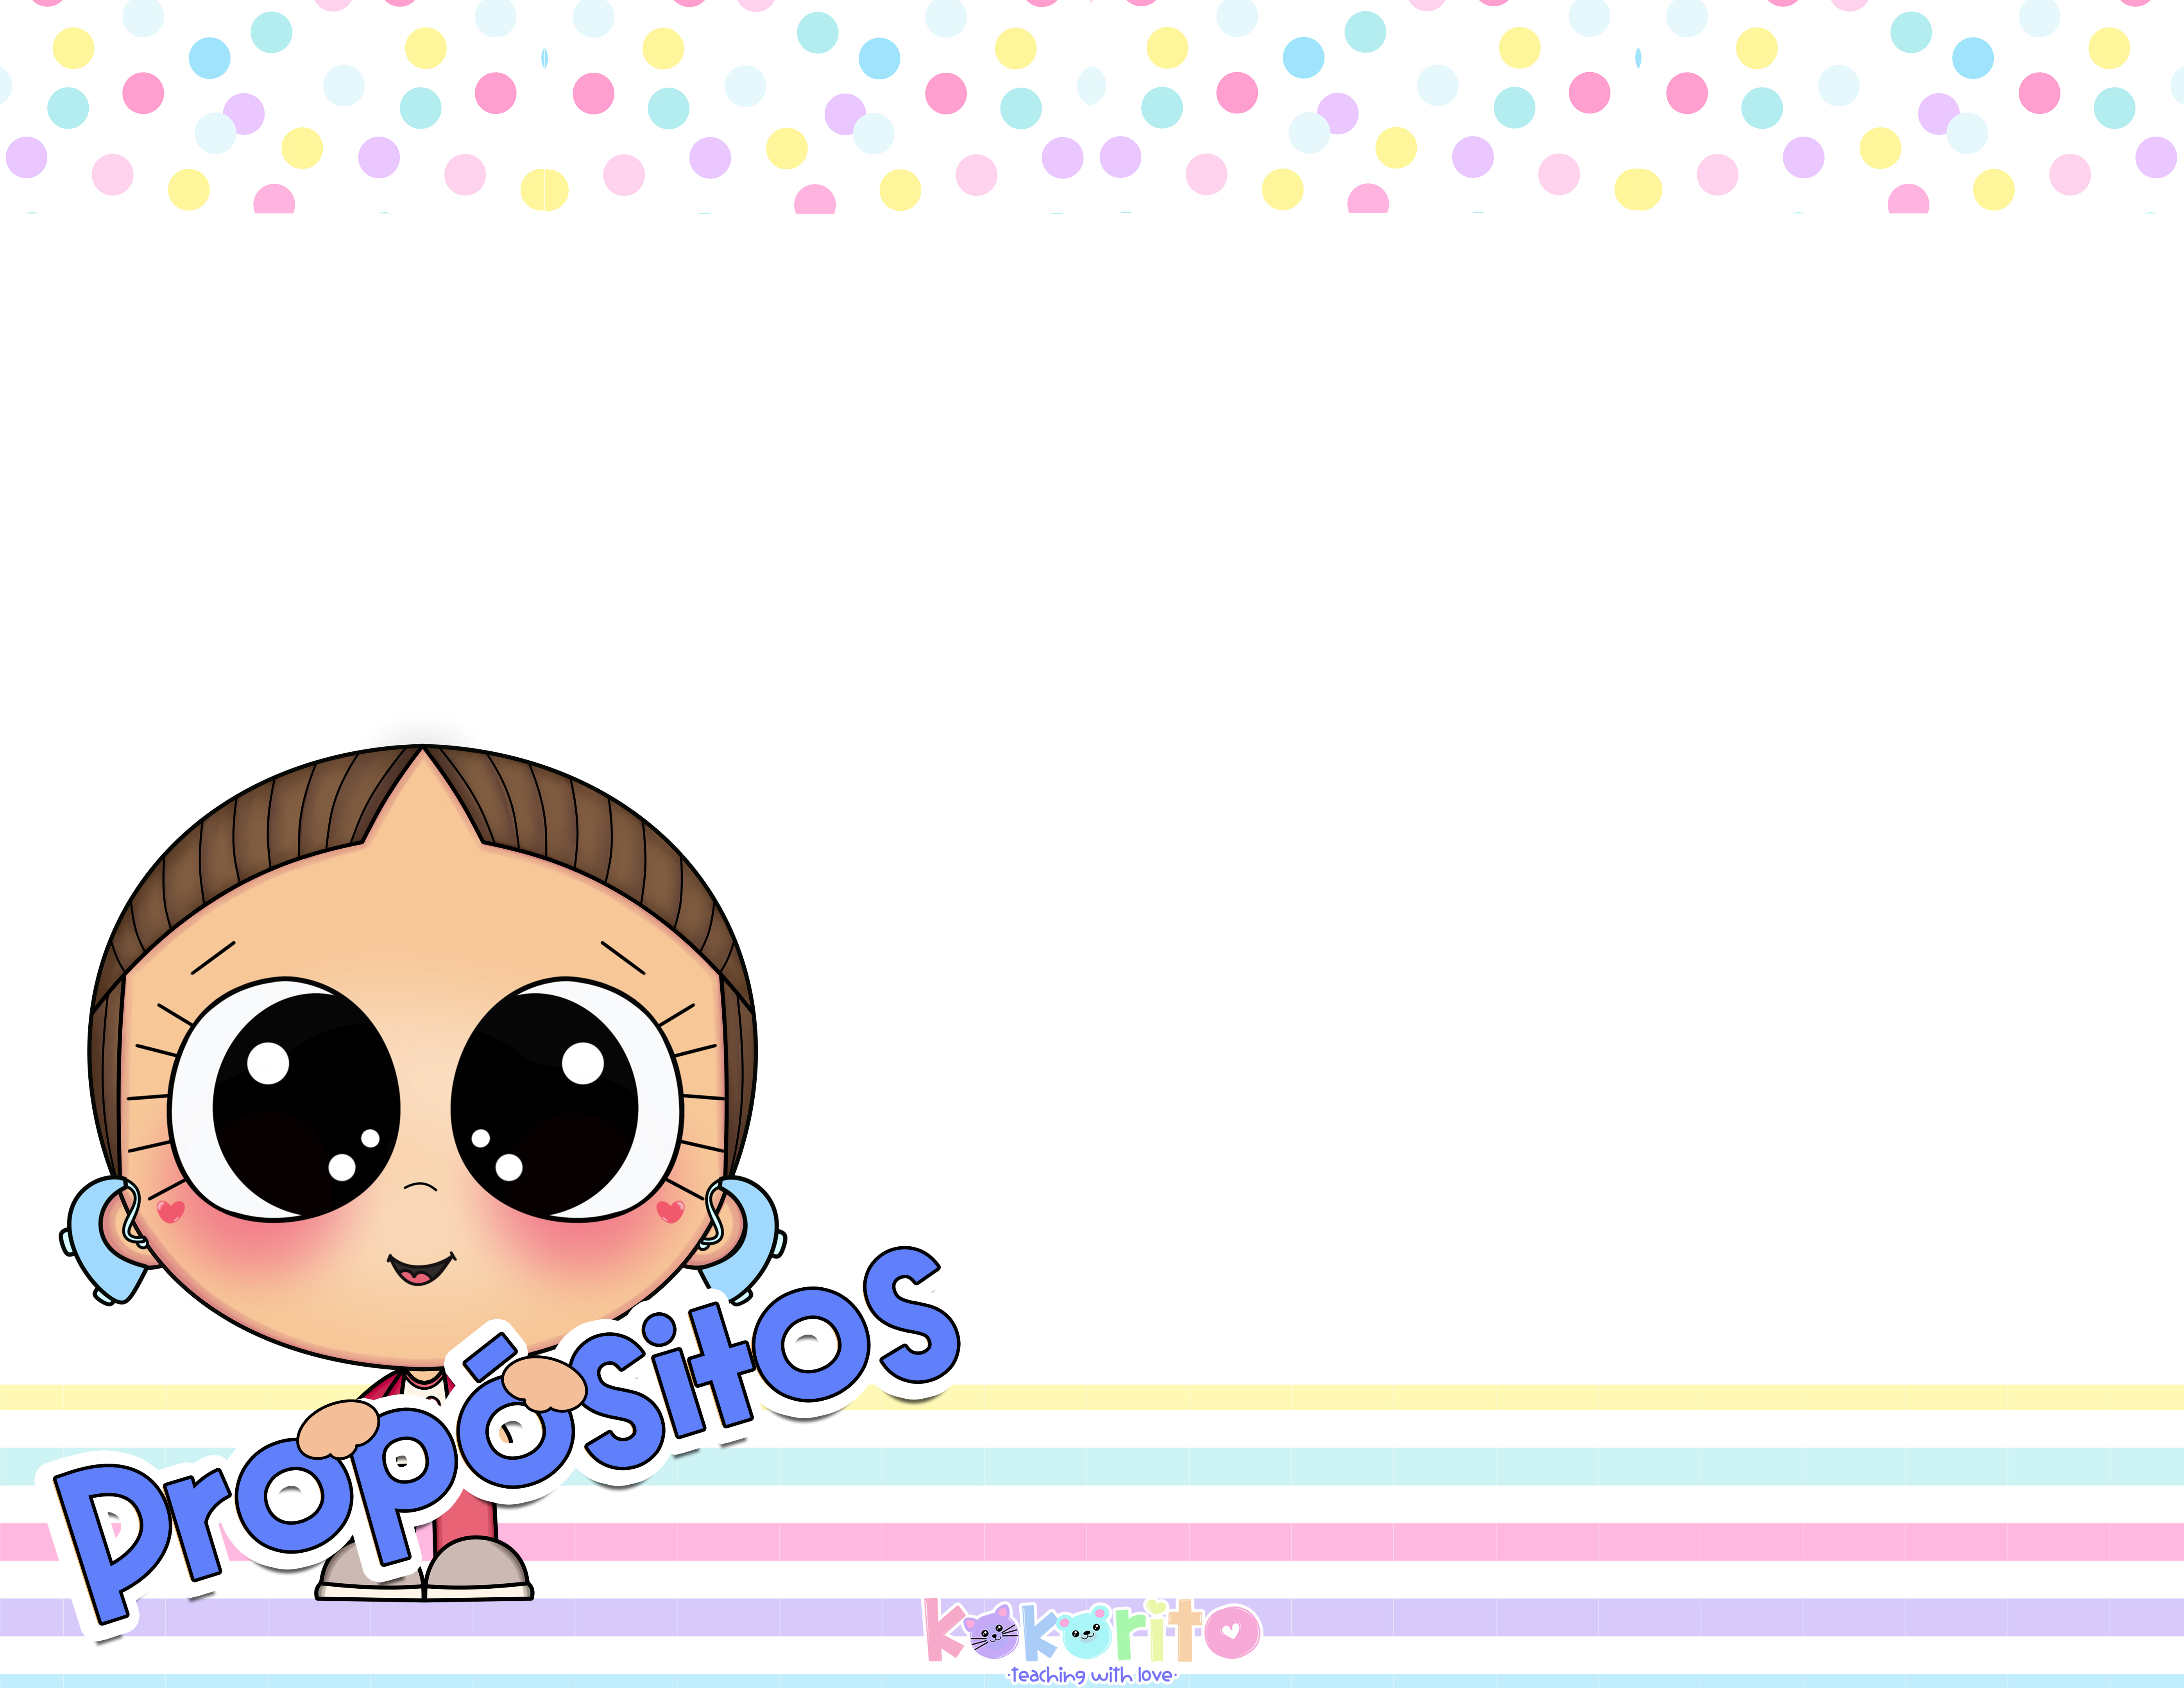 Propósitos
kokorito
·teaching with love·